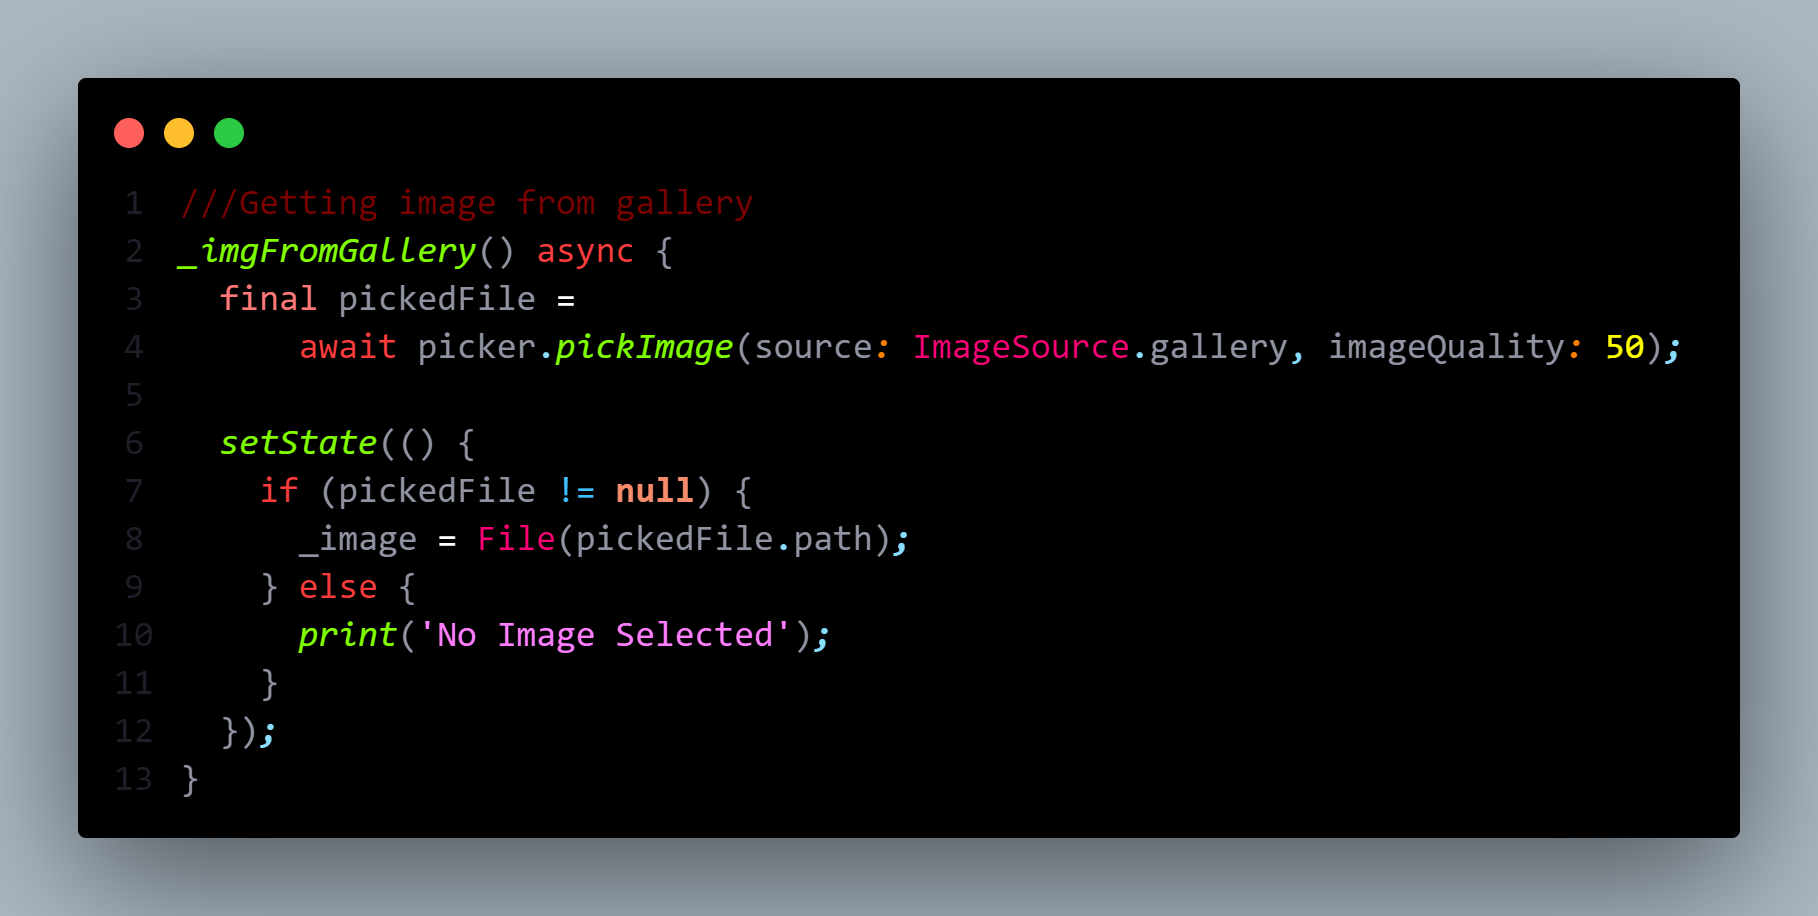 1 ///Getting image from gallery
2 _imgFromGallery() async {
3   final pickedFile =
4       await picker.pickImage(source: ImageSource.gallery, imageQuality: 50);
5
6   setState(() {
7     if (pickedFile != null) {
8       _image = File(pickedFile.path);
9     } else {
10       print('No Image Selected');
11     }
12   });
13 }